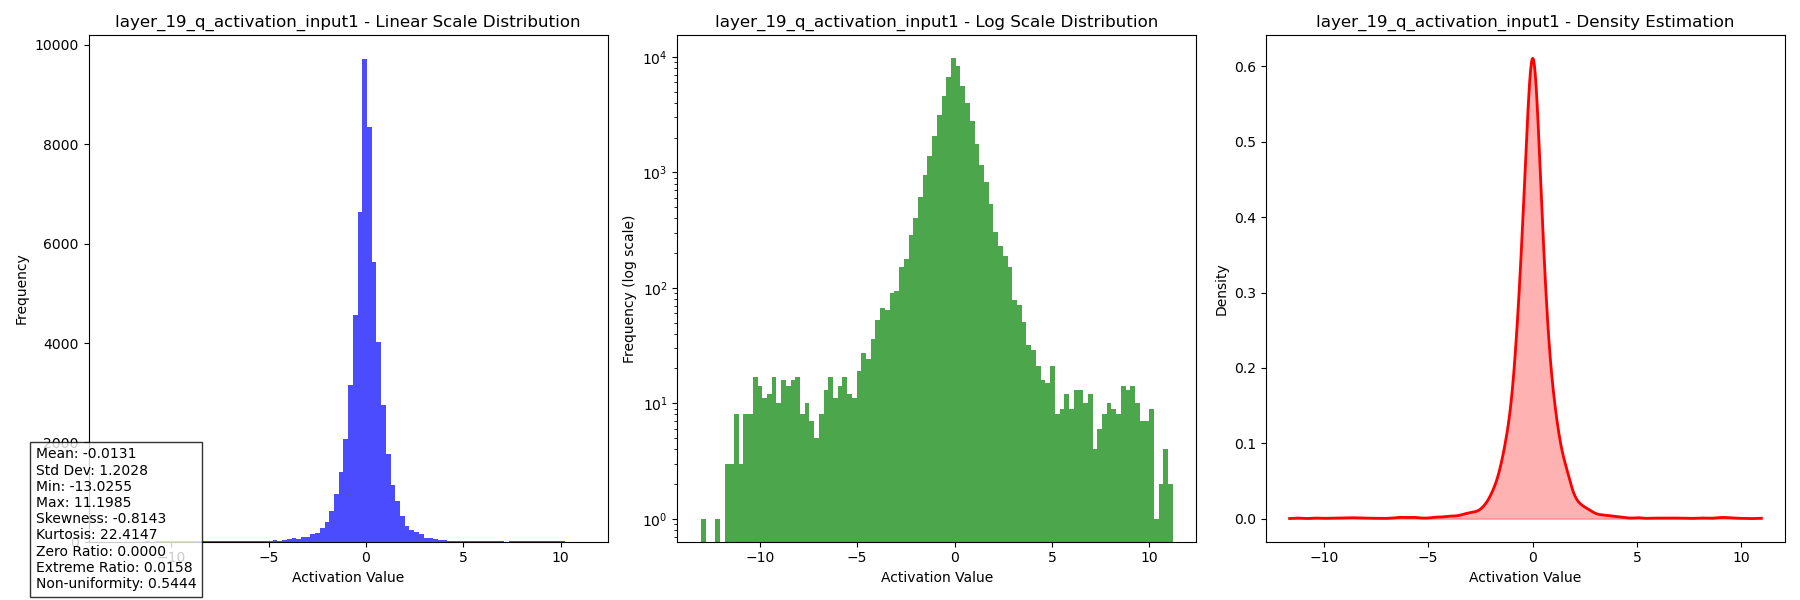 layer_19_q_activation_input1 - Linear Scale Distribution
10000
8000
6000
4000
2000
0
Frequency
−10
−5
0
5
10
Activation Value
Mean: -0.0131
Std Dev: 1.2028
Min: -13.0255
Max: 11.1985
Skewness: -0.8143
Kurtosis: 22.4147
Zero Ratio: 0.0000
Extreme Ratio: 0.0158
Non-uniformity: 0.5444
layer_19_q_activation_input1 - Log Scale Distribution
10⁴
10³
10²
10¹
10⁰
Frequency (log scale)
−10
−5
0
5
10
Activation Value
layer_19_q_activation_input1 - Density Estimation
0.6
0.5
0.4
0.3
0.2
0.1
0.0
Density
−10
−5
0
5
10
Activation Value